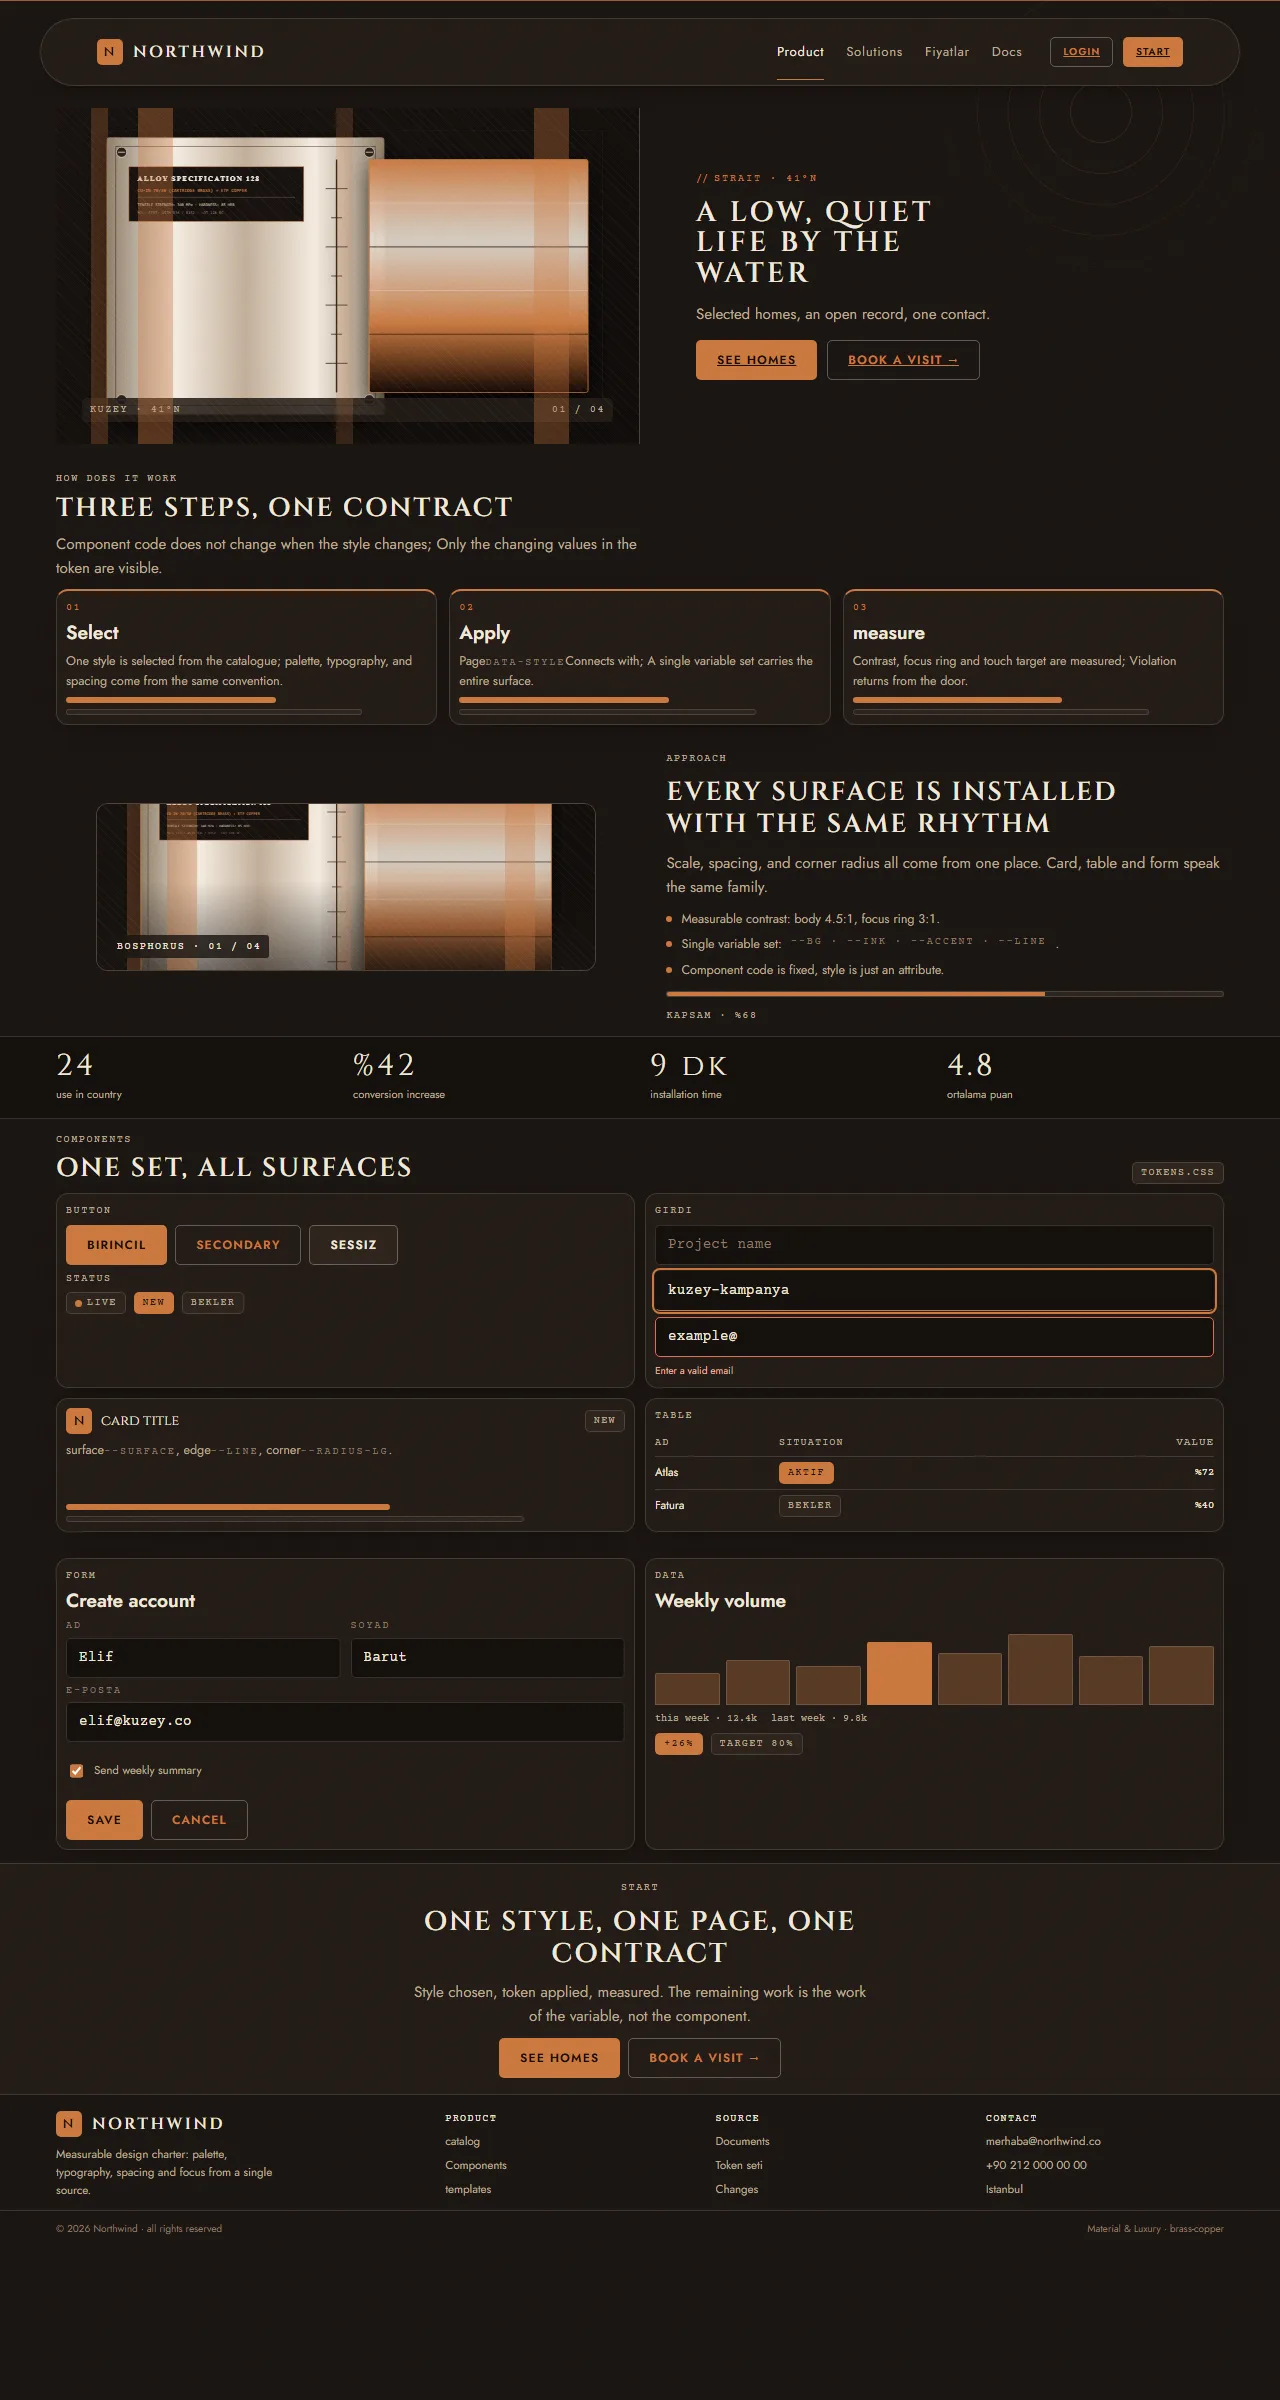 N NORTHWIND
Product Solutions Fiyatlar Docs LOGIN START
ALLOY SPECIFICATION 128
KUZEY · 41°N 01 / 04
// STRAIT · 41°N
A LOW, QUIET
LIFE BY THE
WATER
Selected homes, an open record, one contact.
SEE HOMES BOOK A VISIT →
HOW DOES IT WORK
THREE STEPS, ONE CONTRACT
Component code does not change when the style changes; Only the changing values in the
token are visible.
01
Select
One style is selected from the catalogue; palette, typography, and
spacing come from the same convention.
02
Apply
PageDATA-STYLEConnects with; A single variable set carries the
entire surface.
03
measure
Contrast, focus ring and touch target are measured; Violation
returns from the door.
BOSPHORUS · 01 / 04
APPROACH
EVERY SURFACE IS INSTALLED
WITH THE SAME RHYTHM
Scale, spacing, and corner radius all come from one place. Card, table and form speak
the same family.
Measurable contrast: body 4.5:1, focus ring 3:1.
Single variable set: --BG · --INK · --ACCENT · --LINE .
Component code is fixed, style is just an attribute.
KAPSAM · %68
24
use in country
%42
conversion increase
9 DK
installation time
4.8
ortalama puan
COMPONENTS
ONE SET, ALL SURFACES
TOKENS.CSS
BUTTON
BIRINCIL SECONDARY SESSIZ
STATUS
LIVE NEW BEKLER
GIRDI
Project name
kuzey-kampanya
example@
Enter a valid email
N CARD TITLE NEW
surface--SURFACE, edge--LINE, corner--RADIUS-LG.
TABLE
AD SITUATION VALUE
Atlas AKTIF %72
Fatura BEKLER %40
FORM
Create account
AD SOYAD
Elif Barut
E-POSTA
elif@kuzey.co
Send weekly summary
SAVE CANCEL
DATA
Weekly volume
this week · 12.4k last week · 9.8k
+26% TARGET 80%
START
ONE STYLE, ONE PAGE, ONE
CONTRACT
Style chosen, token applied, measured. The remaining work is the work
of the variable, not the component.
SEE HOMES BOOK A VISIT →
N NORTHWIND
Measurable design charter: palette,
typography, spacing and focus from a single
source.
PRODUCT
catalog
Components
templates
SOURCE
Documents
Token seti
Changes
CONTACT
merhaba@northwind.co
+90 212 000 00 00
Istanbul
© 2026 Northwind · all rights reserved
Material & Luxury · brass-copper